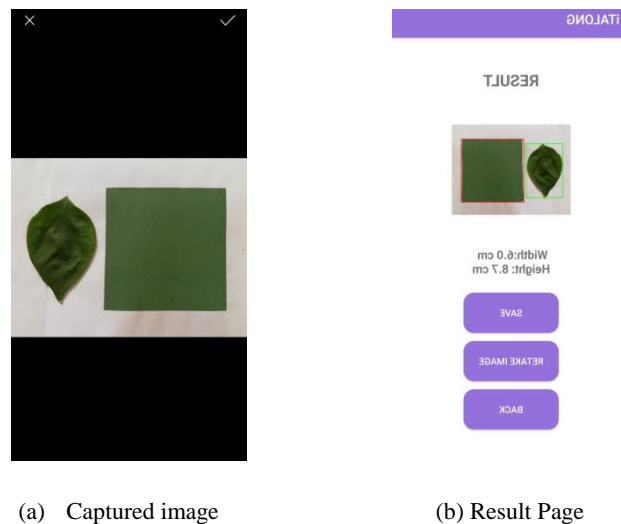 iTALONG
RESULT
Width:6.0 cm
Height: 8.7 cm
SAVE
RETAKE IMAGE
BACK
(a) Captured image
(b) Result Page